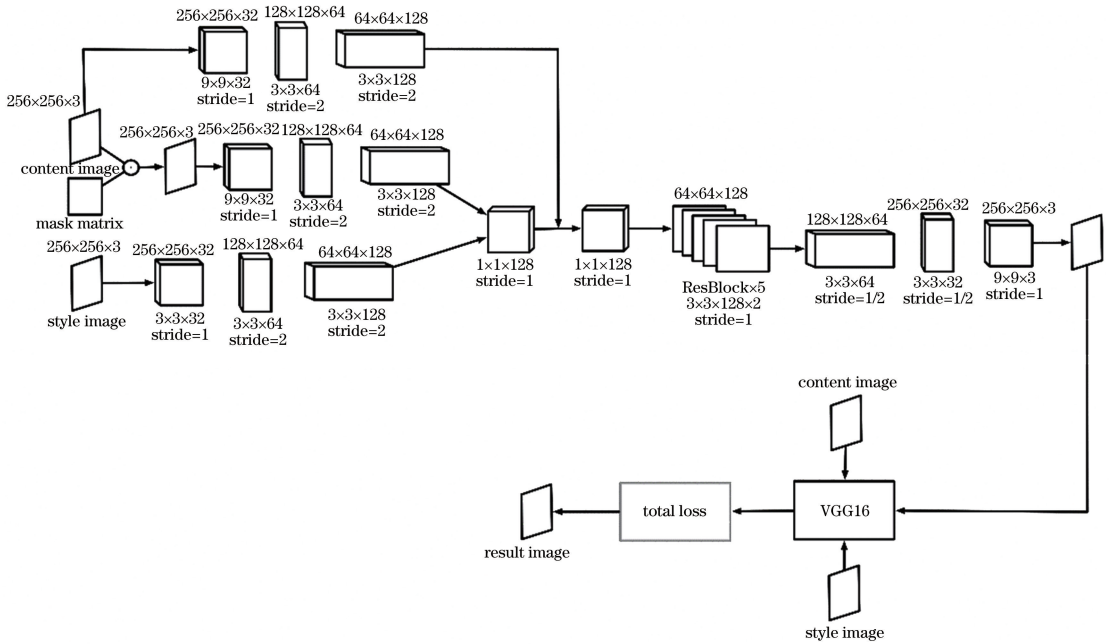 256×256×32
128×128×64
64×64×128
9×9×32
stride=1
3×3×64
stride=2
3×3×128
stride=2
256×256×3
content image
mask matrix
256×256×3
256×256×32
128×128×64
64×64×128
9×9×32
stride=1
3×3×64
stride=2
3×3×128
stride=2
256×256×3
style image
256×256×32
128×128×64
64×64×128
3×3×32
stride=1
3×3×64
stride=2
3×3×128
stride=2
1×1×128
stride=1
1×1×128
stride=1
64×64×128
ResBlock×5
3×3×128×2
stride=1
128×128×64
3×3×64
stride=1/2
256×256×32
3×3×32
stride=1/2
256×256×3
9×9×3
stride=1
content image
VGG16
total loss
result image
style image